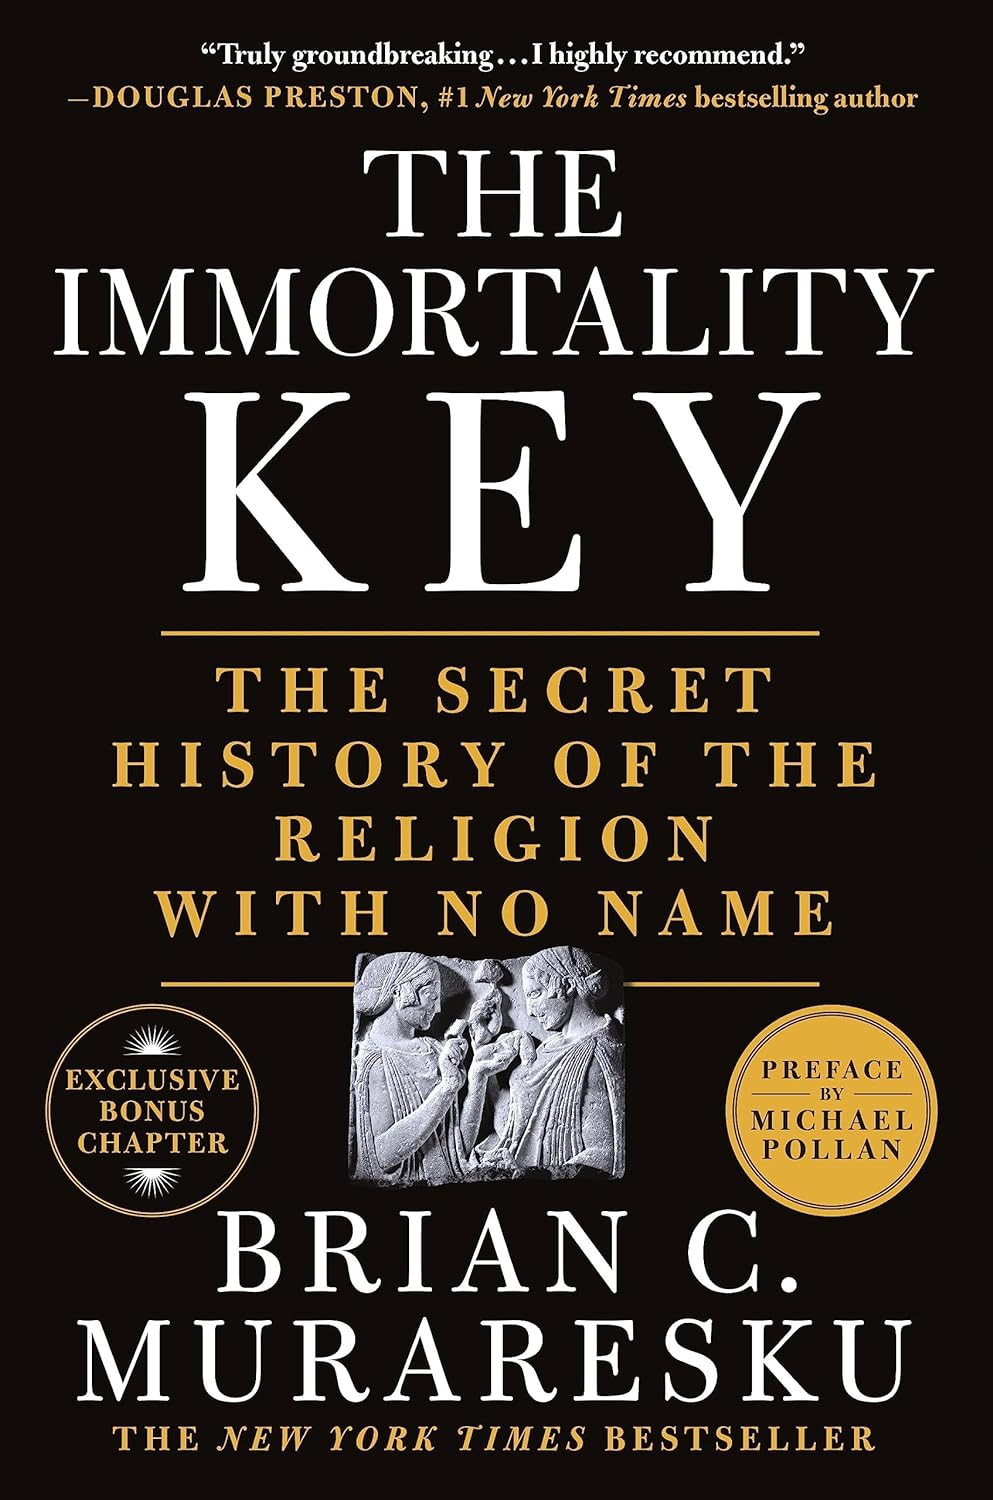 “Truly groundbreaking...I highly recommend.”
—DOUGLAS PRESTON, #1 New York Times bestselling author
THE
IMMORTALITY
KEY
THE SECRET
HISTORY OF THE
RELIGION
WITH NO NAME
EXCLUSIVE
BONUS
CHAPTER
PREFACE
BY
MICHAEL
POLLAN
BRIAN C.
MURARESKU
THE NEW YORK TIMES BESTSELLER